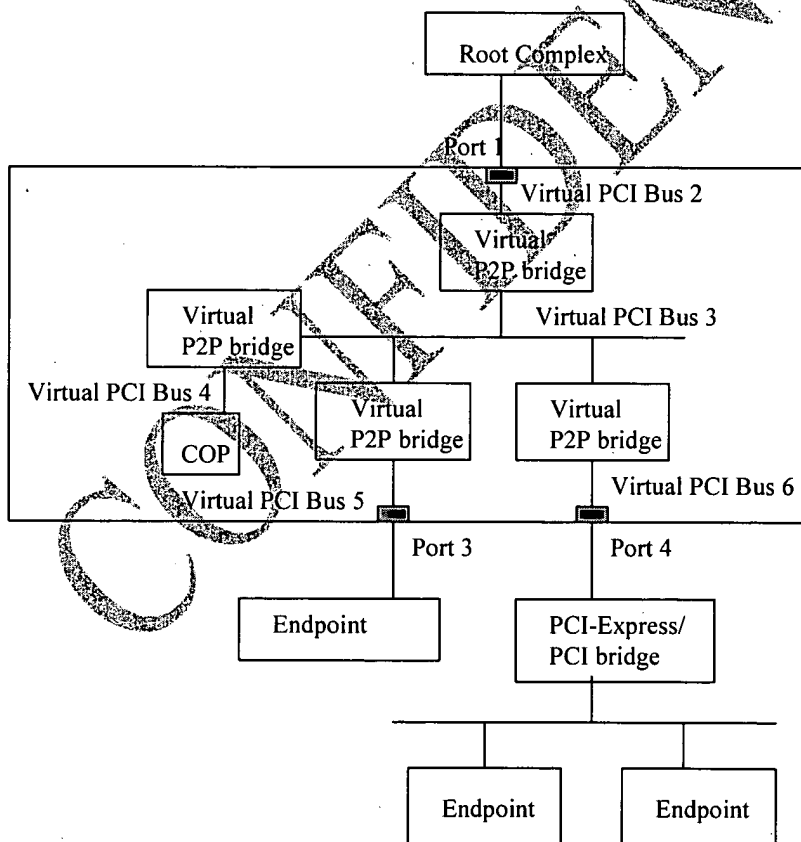 Root Complex
Port 1
Virtual PCI Bus 2
Virtual
P2P bridge
Virtual PCI Bus 3
Virtual
P2P bridge
Virtual PCI Bus 4
Virtual
P2P bridge
Virtual
P2P bridge
COP
Virtual PCI Bus 5
Virtual PCI Bus 6
Port 3
Port 4
Endpoint
PCI-Express/
PCI bridge
Endpoint
Endpoint
CONFIDEN